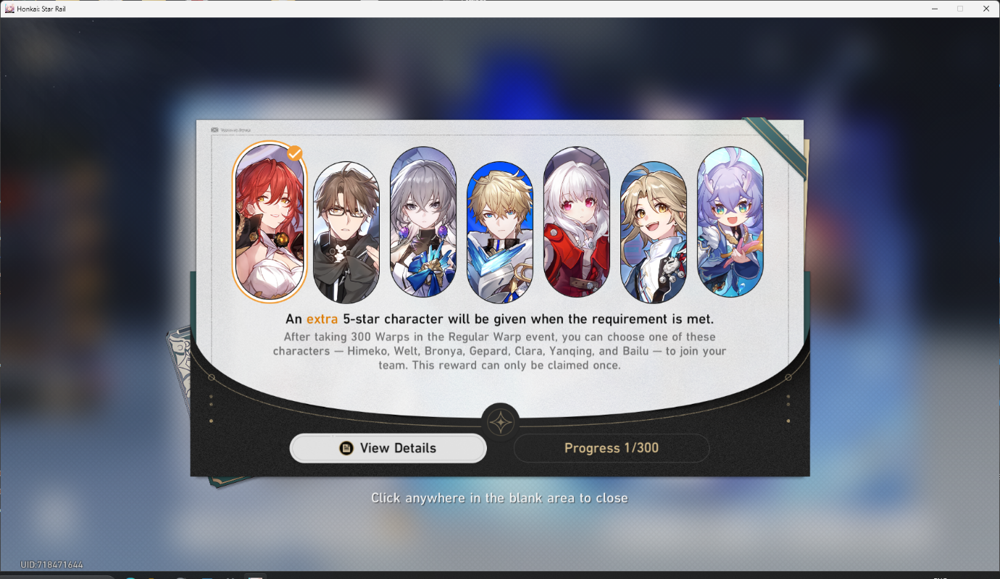 Honkai: Star Rail
An extra 5-star character will be given when the requirement is met.
After taking 300 Warps in the Regular Warp event, you can choose one of these
characters — Himeko, Welt, Bronya, Gepard, Clara, Yanqing, and Bailu — to join your
team. This reward can only be claimed once.
View Details
Progress 1/300
Click anywhere in the blank area to close
UID:718471644